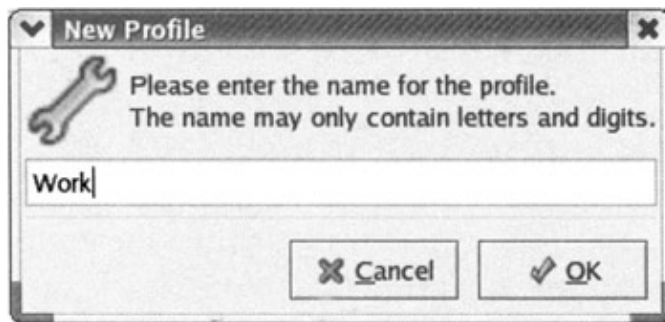 New Profile
Please enter the name for the profile.
The name may only contain letters and digits.
Work
Cancel
OK